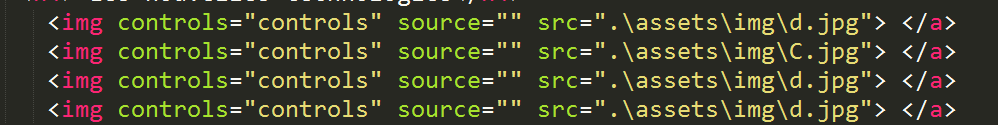 <img controls="controls" source="" src=".\assets\img\d.jpg"> </a>
<img controls="controls" source="" src=".\assets\img\C.jpg"> </a>
<img controls="controls" source="" src=".\assets\img\d.jpg"> </a>
<img controls="controls" source="" src=".\assets\img\d.jpg"> </a>